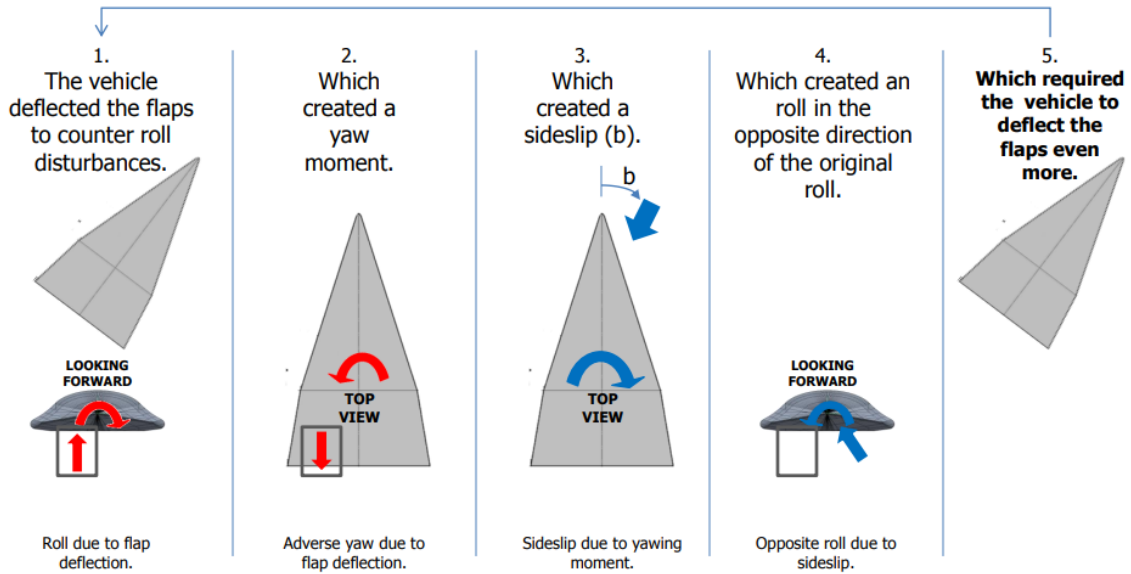 1.
The vehicle
deflected the flaps
to counter roll
disturbances.
LOOKING
FORWARD
Roll due to flap
deflection.
2.
Which
created a
yaw
moment.
TOP
VIEW
Adverse yaw due to
flap deflection.
3.
Which
created a
sideslip (b).
b
TOP
VIEW
Sideslip due to yawing
moment.
4.
Which created an
roll in the
opposite direction
of the original
roll.
LOOKING
FORWARD
Opposite roll due to
sideslip.
5.
Which required
the vehicle to
deflect the
flaps even
more.